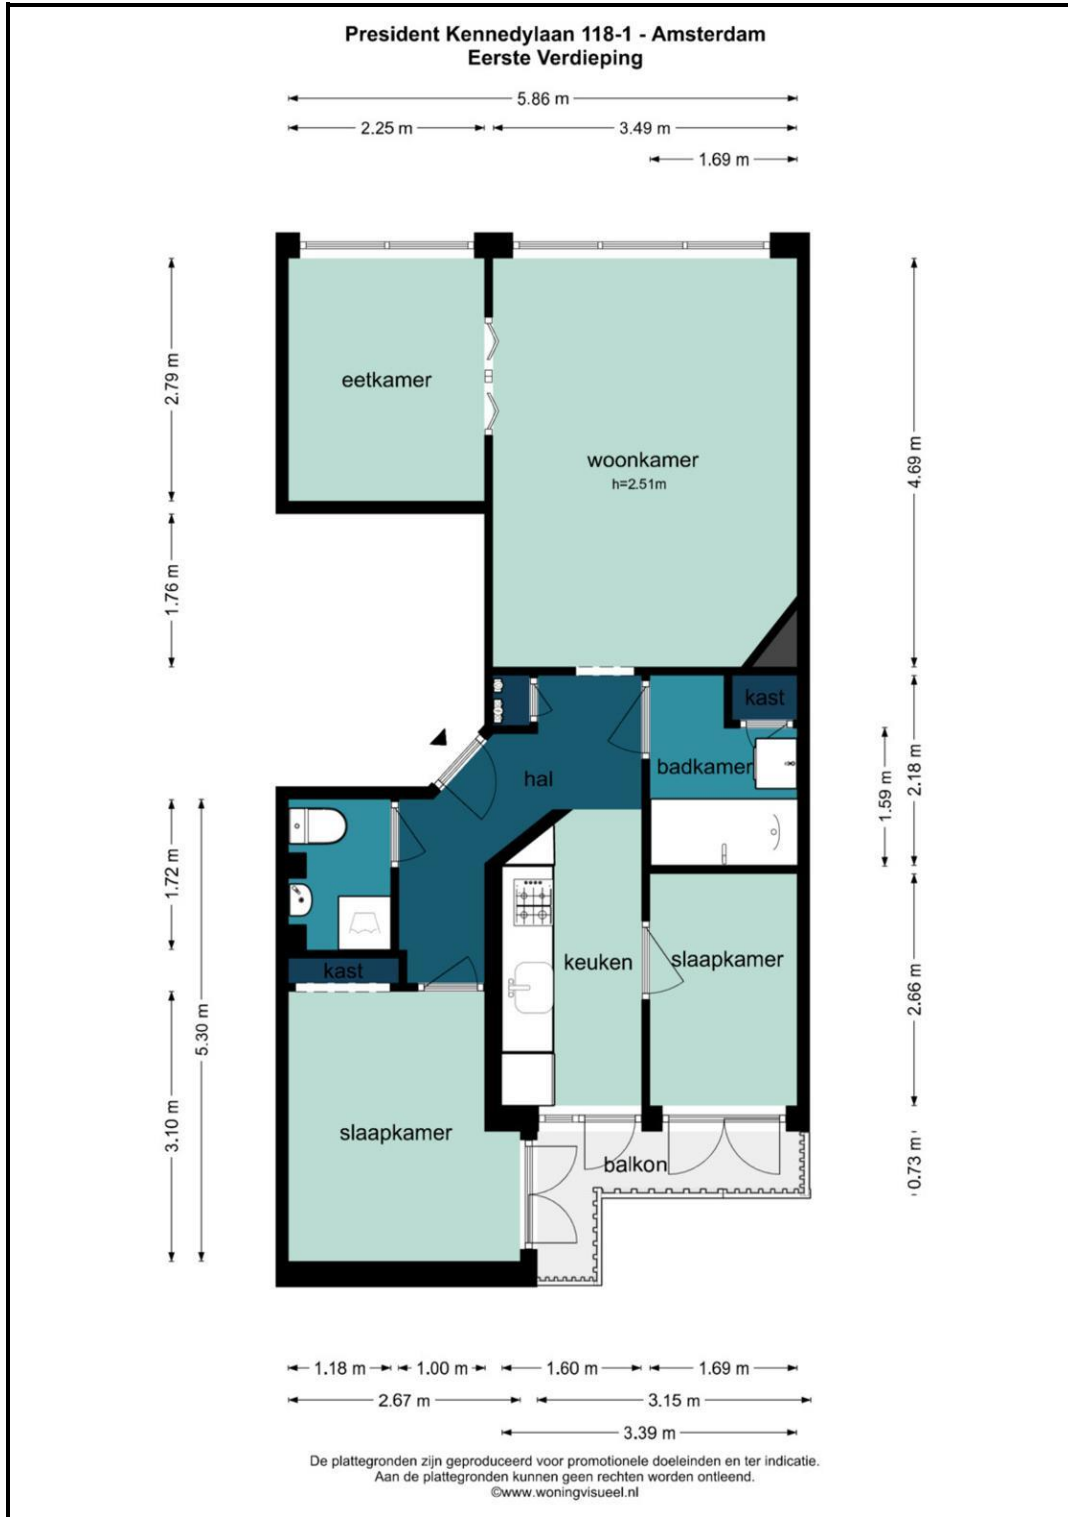 President Kennedylaan 118-1 - Amsterdam
Eerste Verdieping
5.86 m
2.25 m
3.49 m
1.69 m
2.79 m
eetkamer
woonkamer
h=2.51m
4.69 m
1.76 m
kast
badkamer
hal
2.18 m
1.59 m
1.72 m
kast
keuken
slaapkamer
2.66 m
5.30 m
3.10 m
slaapkamer
balkon
0.73 m
1.18 m
1.00 m
1.60 m
1.69 m
2.67 m
3.15 m
3.39 m
De plattegronden zijn geproduceerd voor promotionele doeleinden en ter indicatie.
Aan de plattegronden kunnen geen rechten worden ontleend.
©www.woningvisueel.nl